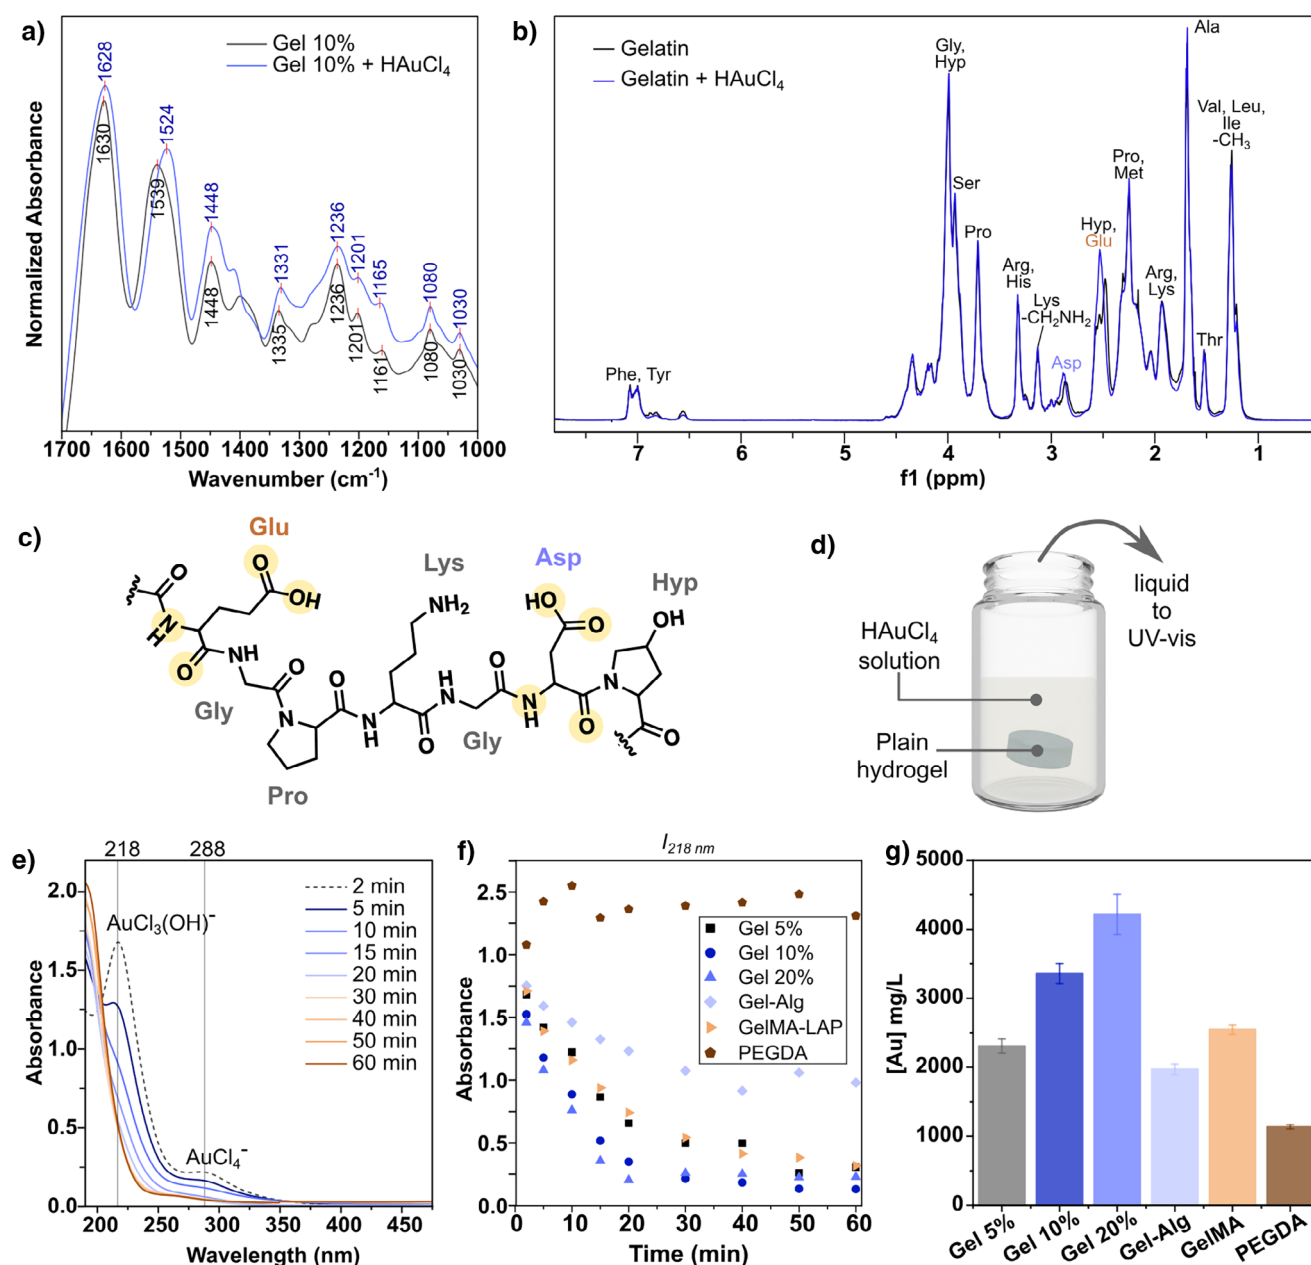 a)
Gel 10%
Gel 10% + HAuCl₄
1628
1630
1524
1539
1448
1448
1331
1335
1236
1236
1201
1201
1165
1161
1080
1080
1030
1030
Normalized Absorbance
1700 1600 1500 1400 1300 1200 1100 1000
Wavenumber (cm⁻¹)
b)
Gelatin
Gelatin + HAuCl₄
Phe, Tyr
Gly,
Hyp
Ser
Pro
Arg,
His
Lys
-CH₂NH₂
Asp
Hyp,
Glu
Pro,
Met
Arg,
Lys
Ala
Thr
Val, Leu,
Ile
-CH₃
7 6 5 4 3 2 1
f1 (ppm)
c)
Glu
Lys
Asp
Hyp
Gly
Pro
Gly
O
O
OH
N
H
O
NH
O
N
O
N
H
NH₂
O
H
N
O
HO
O
N
H
O
N
OH
O
d)
HAuCl₄
solution
Plain
hydrogel
liquid
to
UV-vis
e)
218 288
AuCl₃(OH)⁻
AuCl₄⁻
2 min
5 min
10 min
15 min
20 min
30 min
40 min
50 min
60 min
Absorbance
2.0
1.5
1.0
0.5
0.0
200 250 300 350 400 450
Wavelength (nm)
f)
I₂₁₈ ₙₘ
Gel 5%
Gel 10%
Gel 20%
Gel-Alg
GelMA-LAP
PEGDA
Absorbance
2.5
1.0
1.5
1.0
0.5
0.0
0 10 20 30 40 50 60
Time (min)
g)
[Au] mg/L
5000
4000
3000
2000
1000
0
Gel 5%
Gel 10%
Gel 20%
Gel-Alg
GelMA
PEGDA